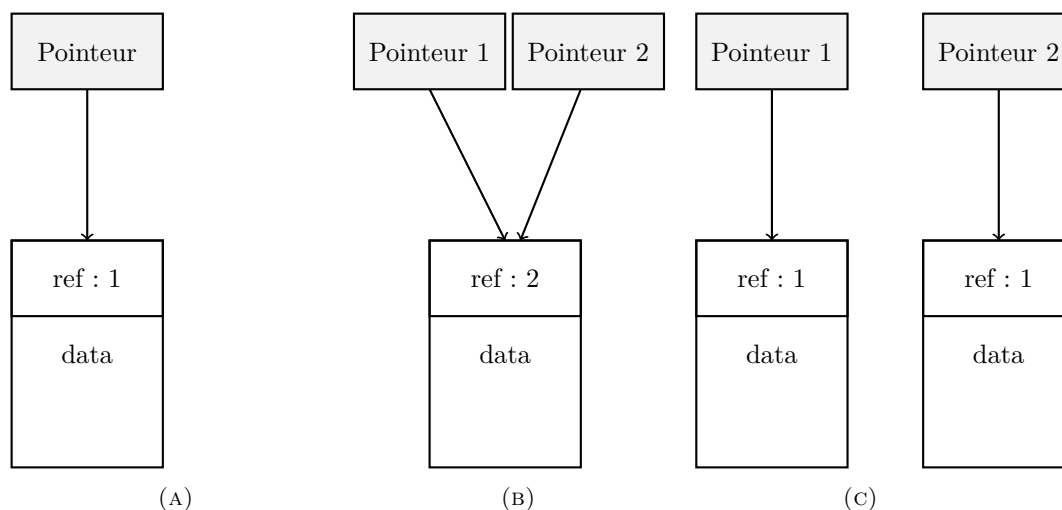 Pointeur
ref : 1
data
(A)
Pointeur 1
Pointeur 2
ref : 2
data
(B)
Pointeur 1
Pointeur 2
ref : 1
ref : 1
data
data
(C)